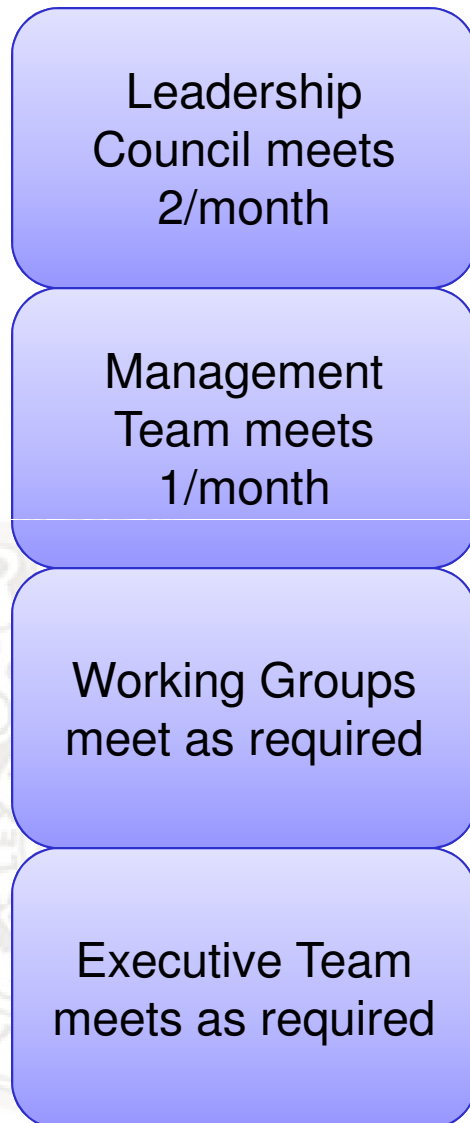 Leadership
Council meets
2/month
Management
Team meets
1/month
Working Groups
meet as required
Executive Team
meets as required